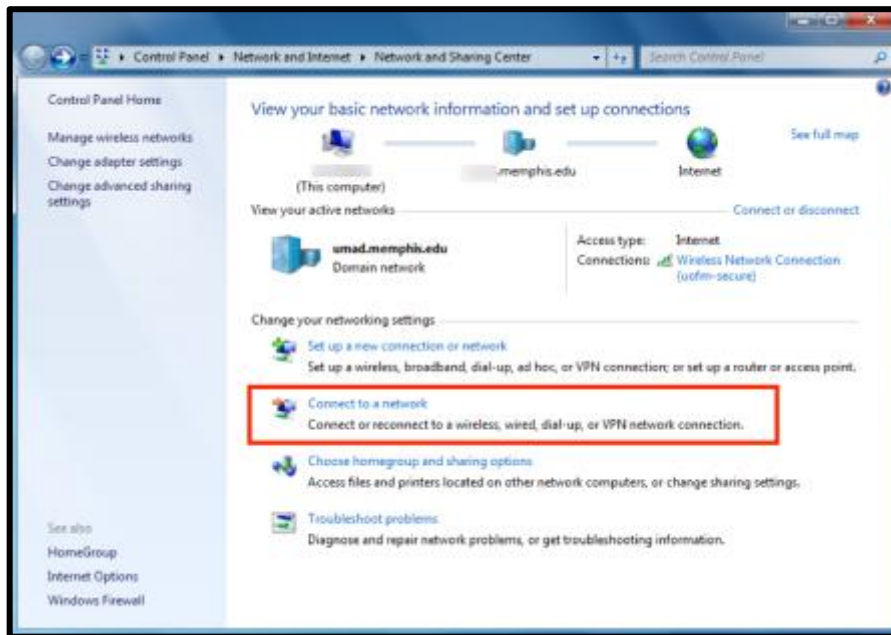 Control Panel ▸ Network and Internet ▸ Network and Sharing Center
Search Control Panel
Control Panel Home
Manage wireless networks
Change adapter settings
Change advanced sharing
settings
See also
HomeGroup
Internet Options
Windows Firewall
View your basic network information and set up connections
See full map
(This computer)
.memphis.edu
Internet
View your active networks
Connect or disconnect
umad.memphis.edu
Domain network
Access type: Internet
Connections: Wireless Network Connection
(uofm-secure)
Change your networking settings
Set up a new connection or network
Set up a wireless, broadband, dial-up, ad hoc, or VPN connection; or set up a router or access point.
Connect to a network
Connect or reconnect to a wireless, wired, dial-up, or VPN network connection.
Choose homegroup and sharing options
Access files and printers located on other network computers, or change sharing settings.
Troubleshoot problems
Diagnose and repair network problems, or get troubleshooting information.